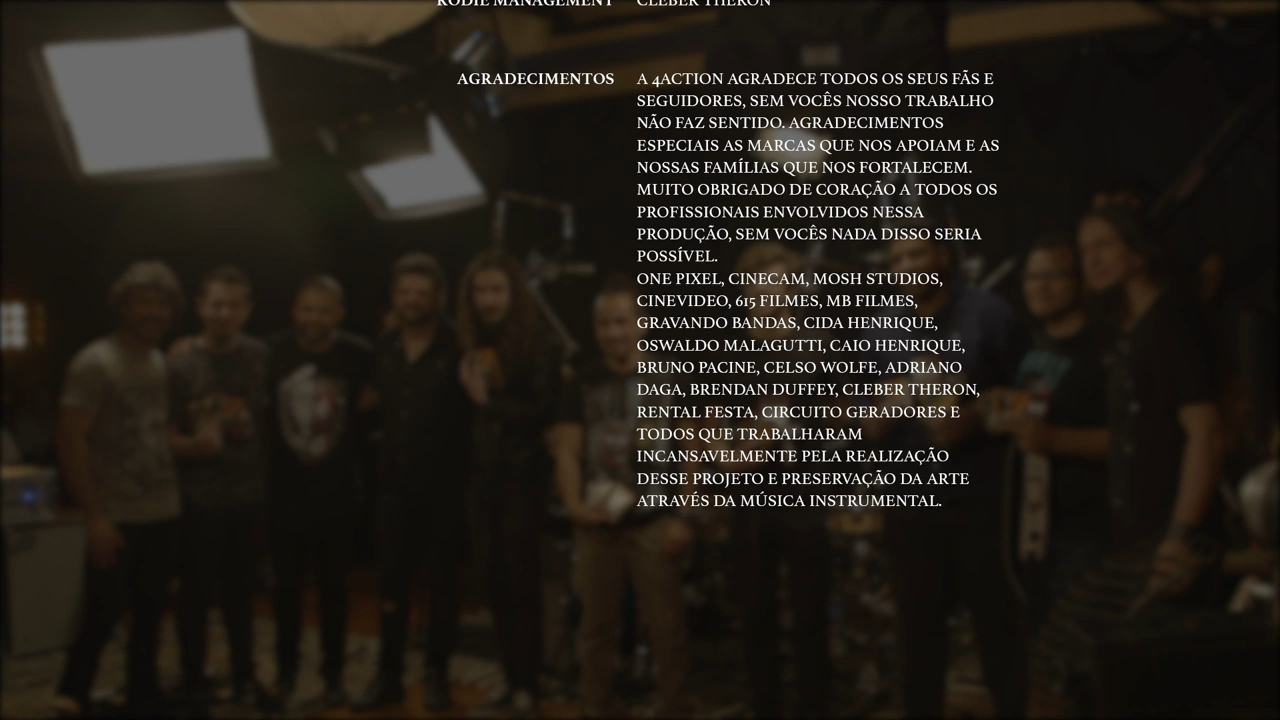 RODIE MANAGEMENT CLEBER THERON
AGRADECIMENTOS A 4ACTION AGRADECE TODOS OS SEUS FÃS E
SEGUIDORES, SEM VOCÊS NOSSO TRABALHO
NÃO FAZ SENTIDO. AGRADECIMENTOS
ESPECIAIS AS MARCAS QUE NOS APOIAM E AS
NOSSAS FAMÍLIAS QUE NOS FORTALECEM.
MUITO OBRIGADO DE CORAÇÃO A TODOS OS
PROFISSIONAIS ENVOLVIDOS NESSA
PRODUÇÃO, SEM VOCÊS NADA DISSO SERIA
POSSÍVEL.
ONE PIXEL, CINECAM, MOSH STUDIOS,
CINEVIDEO, 615 FILMES, MB FILMES,
GRAVANDO BANDAS, CIDA HENRIQUE,
OSWALDO MALAGUTTI, CAIO HENRIQUE,
BRUNO PACINE, CELSO WOLFE, ADRIANO
DAGA, BRENDAN DUFFEY, CLEBER THERON,
RENTAL FESTA, CIRCUITO GERADORES E
TODOS QUE TRABALHARAM
INCANSAVELMENTE PELA REALIZAÇÃO
DESSE PROJETO E PRESERVAÇÃO DA ARTE
ATRAVÉS DA MÚSICA INSTRUMENTAL.